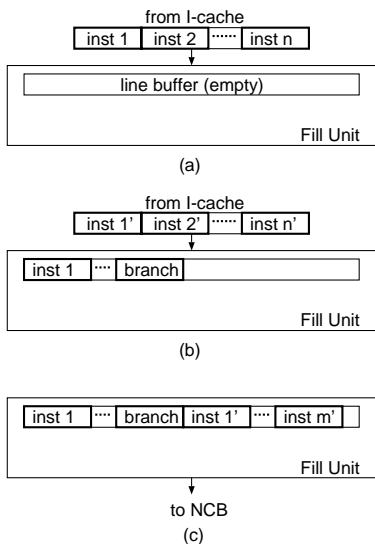 from I-cache
inst 1 inst 2 ...... inst n
line buffer (empty)
Fill Unit
(a)
from I-cache
inst 1' inst 2' ...... inst n'
inst 1 .... branch
Fill Unit
(b)
inst 1 .... branch inst 1' .... inst m'
Fill Unit
to NCB
(c)